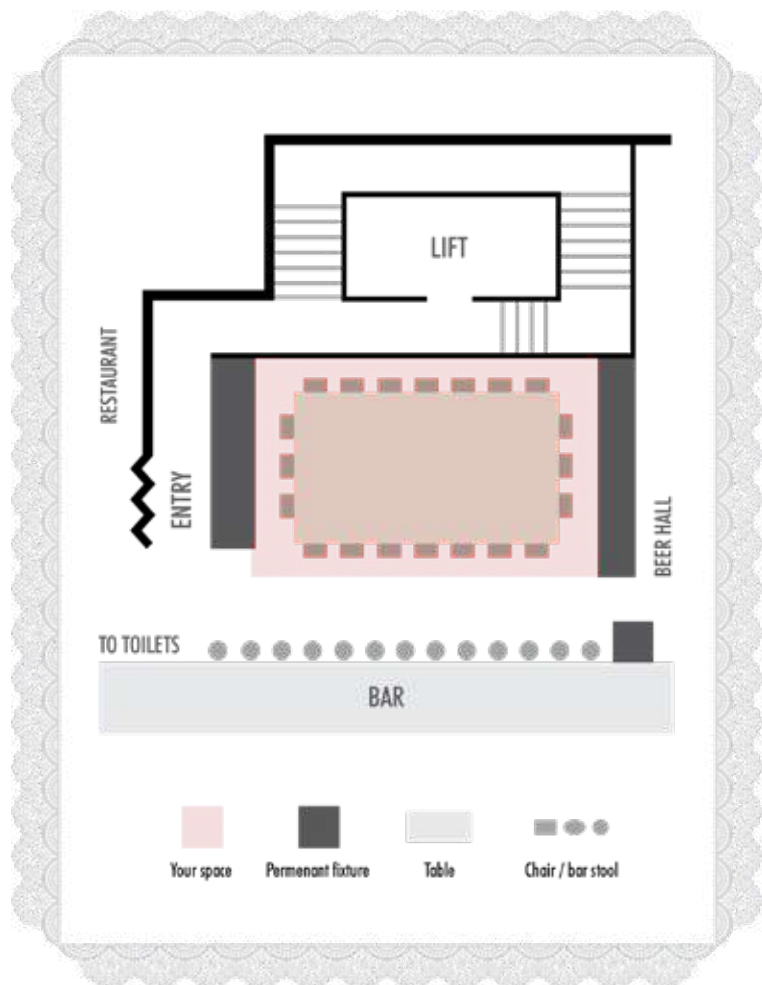 LIFT
RESTAURANT
ENTRY
BEER HALL
TO TOILETS
BAR
Your space
Permenant fixture
Table
Chair / bar stool